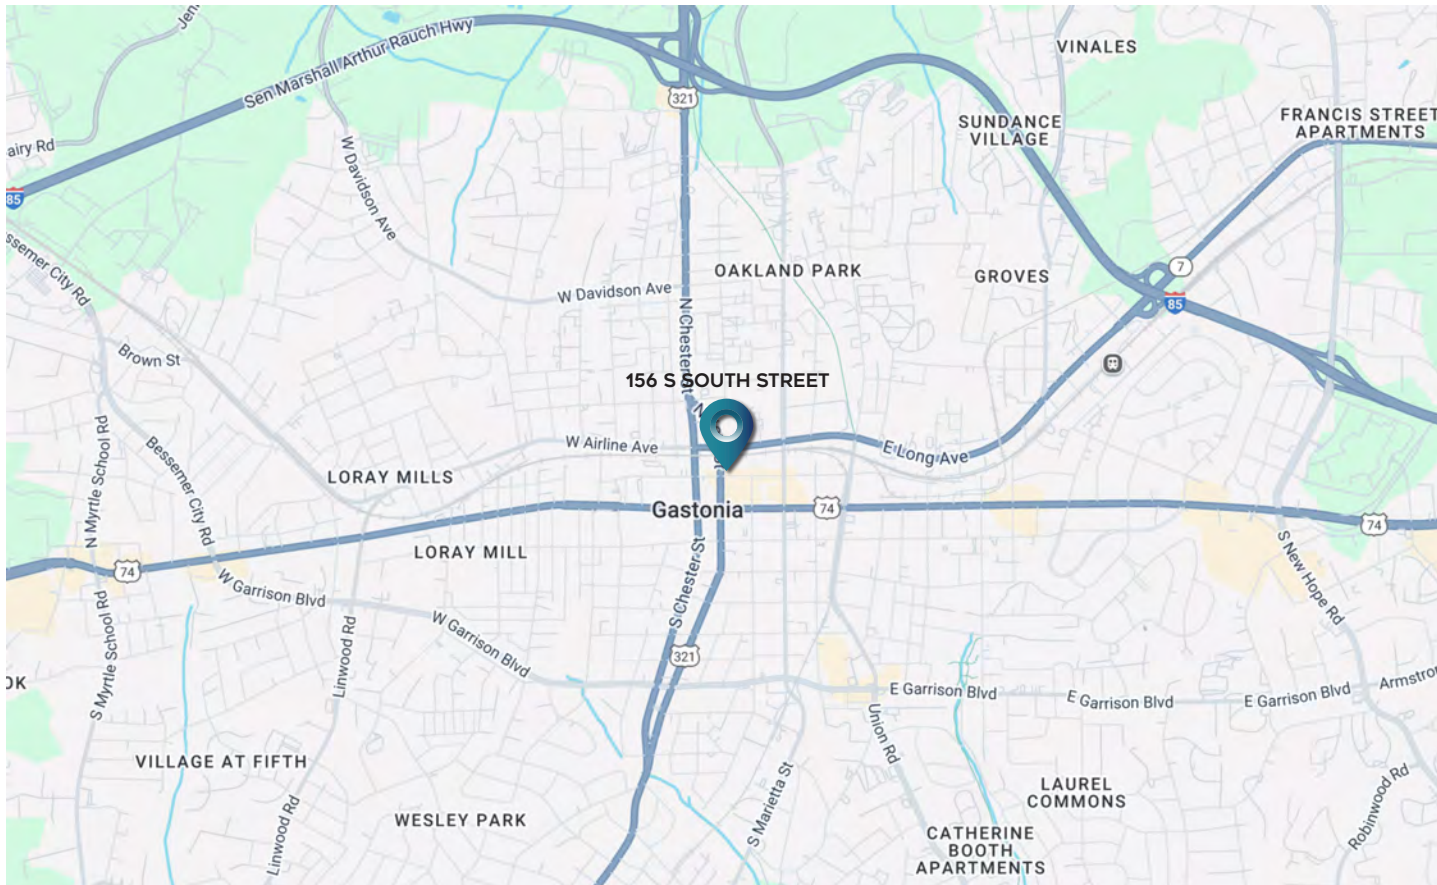 Sen Marshall Arthur Rauch Hwy
VINALES
321
SUNDANCE
VILLAGE
FRANCIS STREET
APARTMENTS
airy Rd
85
W Davidson Ave
Bessemer City Rd
OAKLAND PARK
GROVES
7
85
W Davidson Ave
N Chester St
Brown St
156 S SOUTH STREET
W Airline Ave
E Long Ave
LORAY MILLS
N Myrtle School Rd
Bessemer City Rd
Gastonia
74
74
LORAY MILL
74
S New Hope Rd
W Garrison Blvd
S Chester St
W Garrison Blvd
S Myrtle School Rd
Linwood Rd
321
OK
E Garrison Blvd
E Garrison Blvd
E Garrison Blvd
Armstro
Union Rd
VILLAGE AT FIFTH
S Marietta St
LAUREL
COMMONS
Robinwood Rd
Linwood Rd
WESLEY PARK
CATHERINE
BOOTH
APARTMENTS